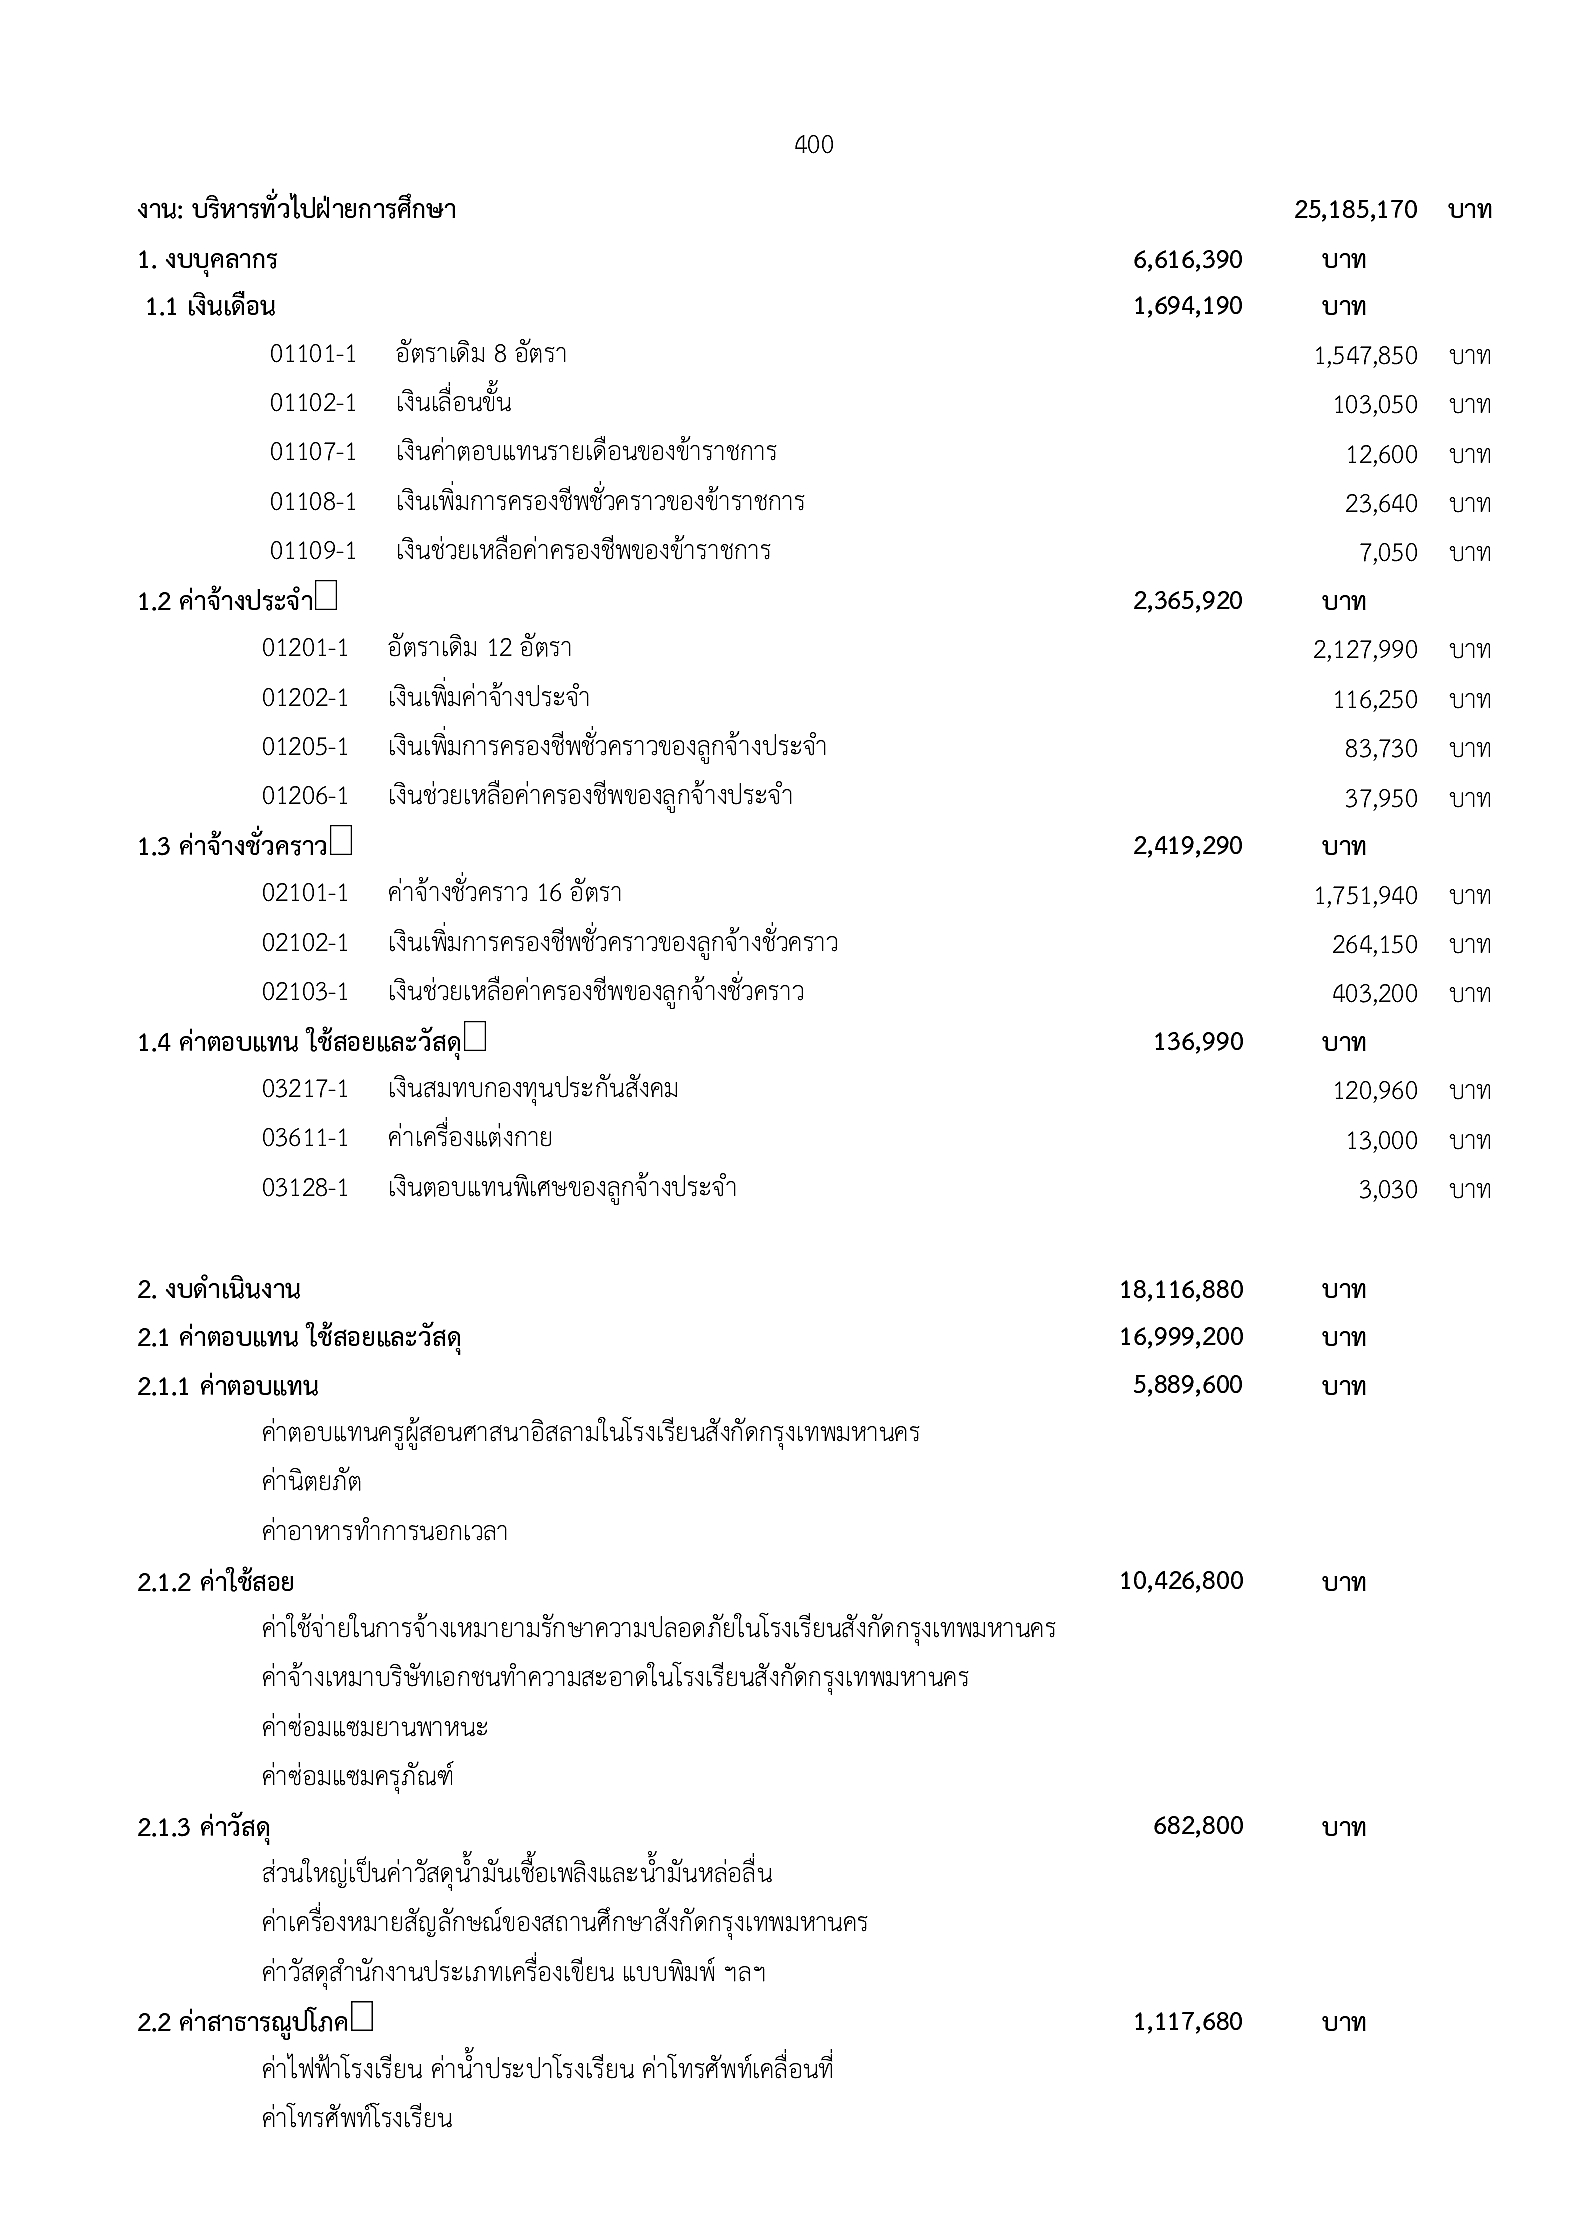 400
งาน: บริหารทั่วไปฝ่ายการศึกษา 25,185,170 บาท
1. งบบุคลากร 6,616,390 บาท
1.1 เงินเดือน 1,694,190 บาท
01101-1 อัตราเดิม 8 อัตรา 1,547,850 บาท
01102-1 เงินเลื่อนขั้น 103,050 บาท
01107-1 เงินค่าตอบแทนรายเดือนของข้าราชการ 12,600 บาท
01108-1 เงินเพิ่มการครองชีพชั่วคราวของข้าราชการ 23,640 บาท
01109-1 เงินช่วยเหลือค่าครองชีพของข้าราชการ 7,050 บาท
1.2 ค่าจ้างประจำ 2,365,920 บาท
01201-1 อัตราเดิม 12 อัตรา 2,127,990 บาท
01202-1 เงินเพิ่มค่าจ้างประจำ 116,250 บาท
01205-1 เงินเพิ่มการครองชีพชั่วคราวของลูกจ้างประจำ 83,730 บาท
01206-1 เงินช่วยเหลือค่าครองชีพของลูกจ้างประจำ 37,950 บาท
1.3 ค่าจ้างชั่วคราว 2,419,290 บาท
02101-1 ค่าจ้างชั่วคราว 16 อัตรา 1,751,940 บาท
02102-1 เงินเพิ่มการครองชีพชั่วคราวของลูกจ้างชั่วคราว 264,150 บาท
02103-1 เงินช่วยเหลือค่าครองชีพของลูกจ้างชั่วคราว 403,200 บาท
1.4 ค่าตอบแทน ใช้สอยและวัสดุ 136,990 บาท
03217-1 เงินสมทบกองทุนประกันสังคม 120,960 บาท
03611-1 ค่าเครื่องแต่งกาย 13,000 บาท
03128-1 เงินตอบแทนพิเศษของลูกจ้างประจำ 3,030 บาท
2. งบดำเนินงาน 18,116,880 บาท
2.1 ค่าตอบแทน ใช้สอยและวัสดุ 16,999,200 บาท
2.1.1 ค่าตอบแทน 5,889,600 บาท
ค่าตอบแทนครูผู้สอนศาสนาอิสลามในโรงเรียนสังกัดกรุงเทพมหานคร
ค่านิตยภัต
ค่าอาหารทำการนอกเวลา
2.1.2 ค่าใช้สอย 10,426,800 บาท
ค่าใช้จ่ายในการจ้างเหมายามรักษาความปลอดภัยในโรงเรียนสังกัดกรุงเทพมหานคร
ค่าจ้างเหมาบริษัทเอกชนทำความสะอาดในโรงเรียนสังกัดกรุงเทพมหานคร
ค่าซ่อมแซมยานพาหนะ
ค่าซ่อมแซมครุภัณฑ์
2.1.3 ค่าวัสดุ 682,800 บาท
ส่วนใหญ่เป็นค่าวัสดุน้ำมันเชื้อเพลิงและน้ำมันหล่อลื่น
ค่าเครื่องหมายสัญลักษณ์ของสถานศึกษาสังกัดกรุงเทพมหานคร
ค่าวัสดุสำนักงานประเภทเครื่องเขียน แบบพิมพ์ ฯลฯ
2.2 ค่าสาธารณูปโภค 1,117,680 บาท
ค่าไฟฟ้าโรงเรียน ค่าน้ำประปาโรงเรียน ค่าโทรศัพท์เคลื่อนที่
ค่าโทรศัพท์โรงเรียน